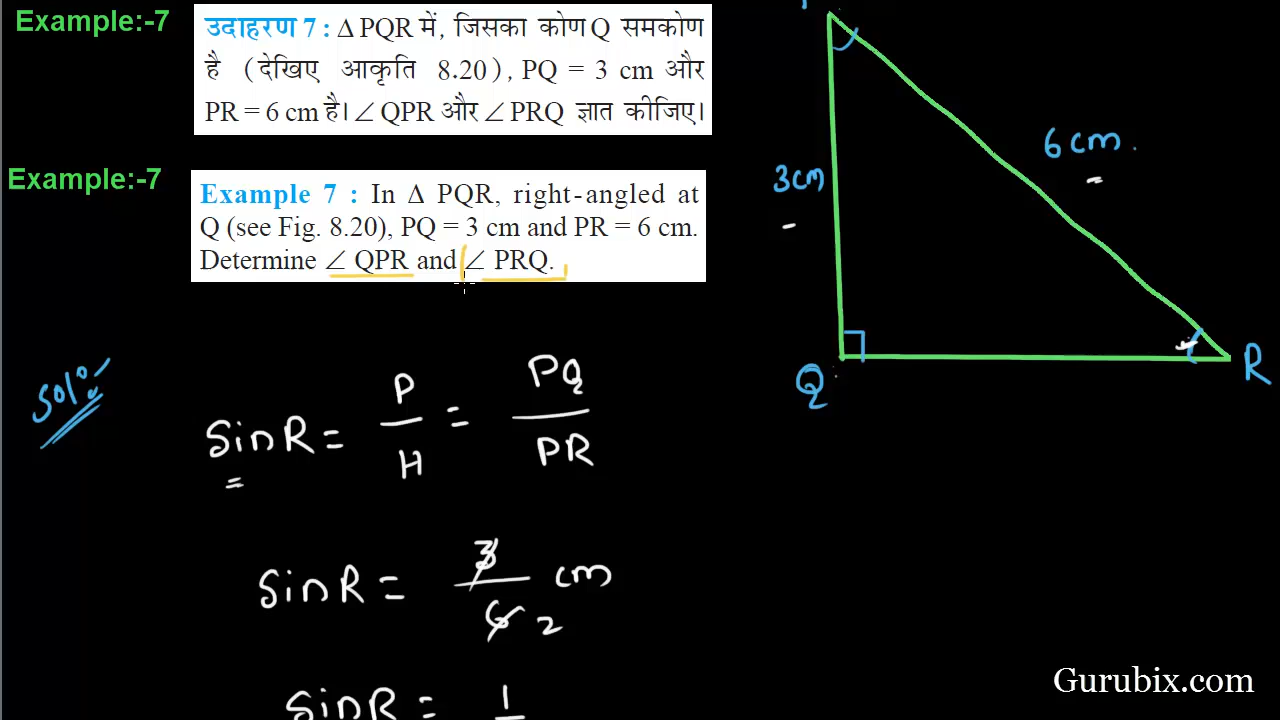 Example:-7
उदाहरण 7 : Δ PQR में, जिसका कोण Q समकोण
है (देखिए आकृति 8.20), PQ = 3 cm और
PR = 6 cm है। ∠ QPR और ∠ PRQ ज्ञात कीजिए।
Example:-7
Example 7 : In Δ PQR, right-angled at
Q (see Fig. 8.20), PQ = 3 cm and PR = 6 cm.
Determine ∠ QPR and ∠ PRQ.
6 cm.
3cm
Q
R
Solⁿ:-
SinR = P/H = PQ/PR
SinR = 3/6 2 cm
SinR = 1
Gurubix.com